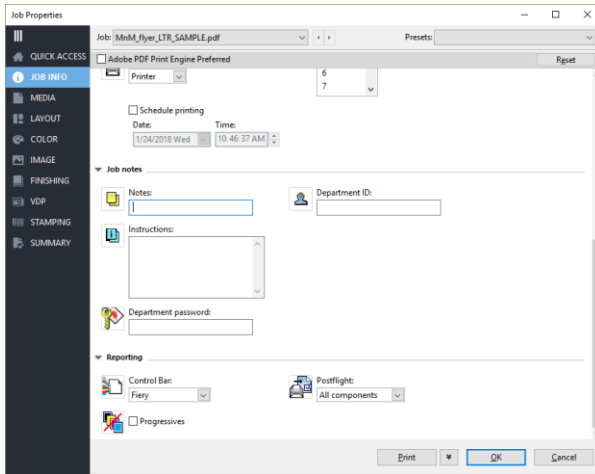 Job Properties
Job: MnM_flyer_LTR_SAMPLE.pdf
Presets:
Adobe PDF Print Engine Preferred
Reset
QUICK ACCESS
JOB INFO
MEDIA
LAYOUT
COLOR
IMAGE
FINISHING
VDP
STAMPING
SUMMARY
Printer
6
7
Schedule printing
Date: Time:
1/24/2018 Wed 10:46:37 AM
Job notes
Notes: Department ID:
Instructions:
Department password:
Reporting
Control Bar: Postflight:
Fiery All components
Progressives
Print OK Cancel